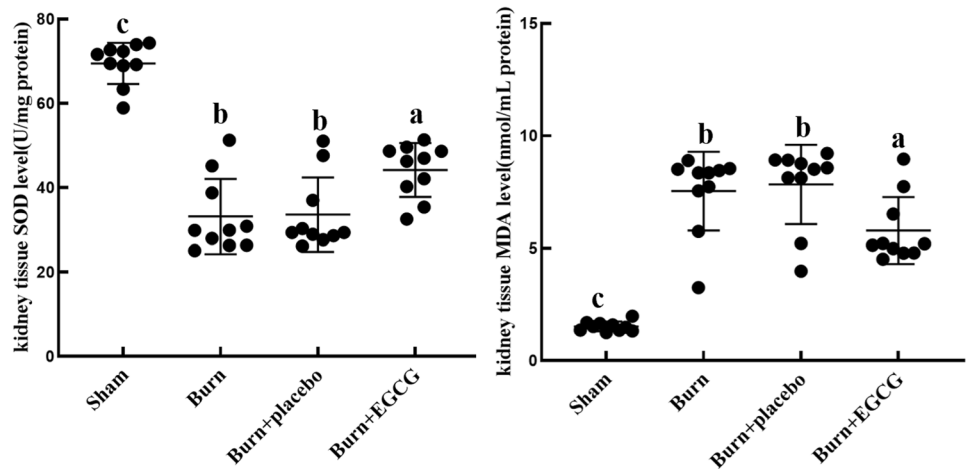 kidney tissue SOD level(U/mg protein)
80
60
40
20
0
c
b
b
a
Sham
Burn
Burn+placebo
Burn+EGCG
kidney tissue MDA level(nmol/mL protein)
15
10
5
0
c
b
b
a
Sham
Burn
Burn+placebo
Burn+EGCG